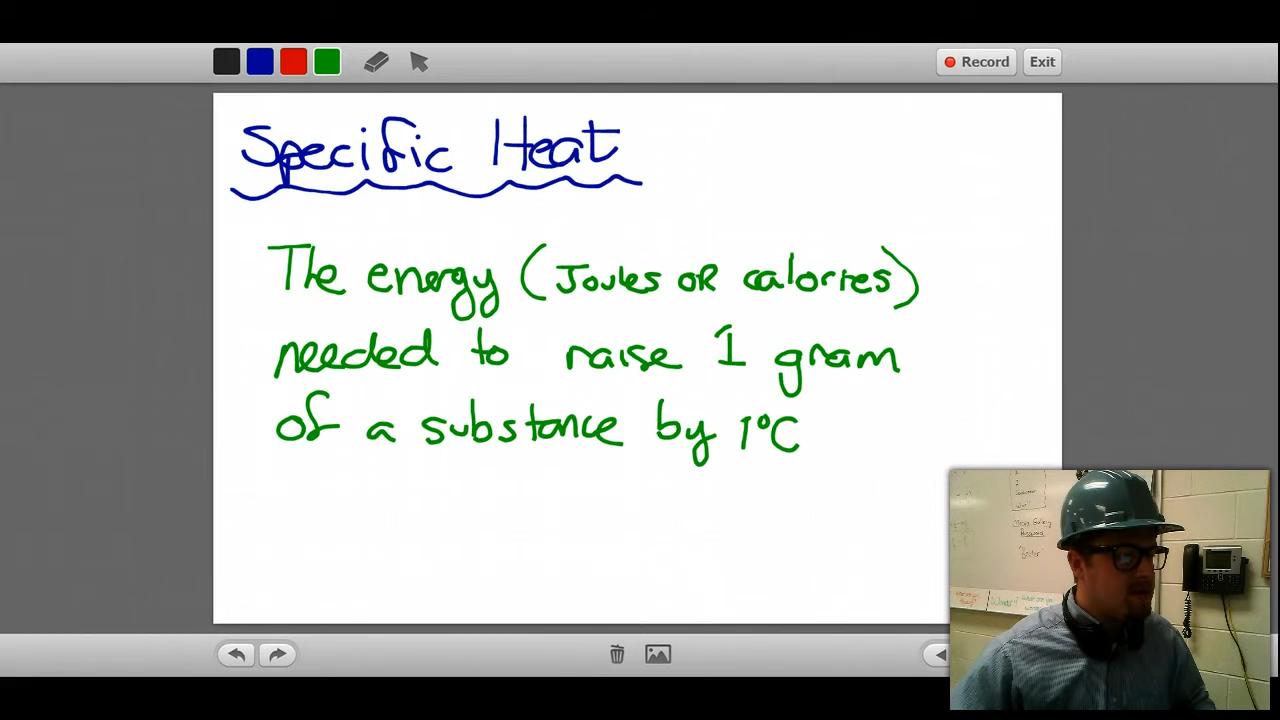 Record Exit
Specific Heat
The energy (Joules OR calories)
needed to raise 1 gram
of a substance by 1°C